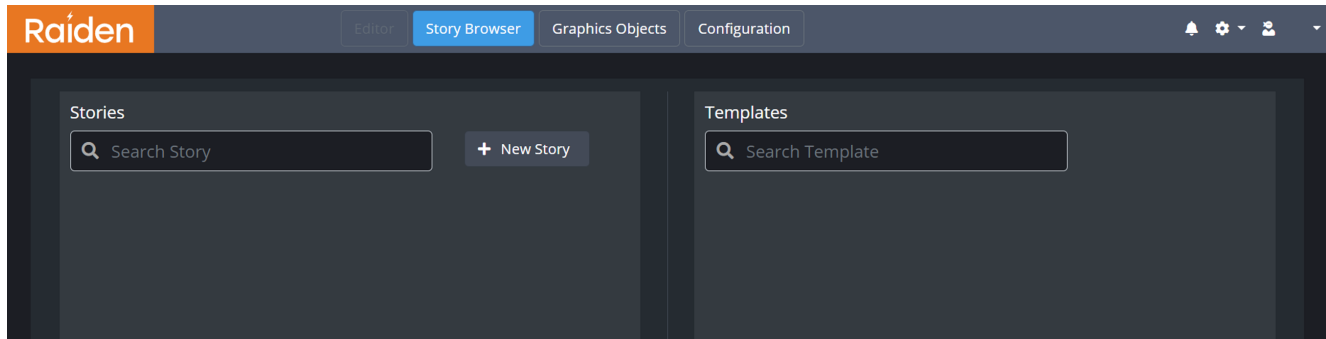 Raiden
Editor Story Browser Graphics Objects Configuration
Stories
Search Story
+ New Story
Templates
Search Template